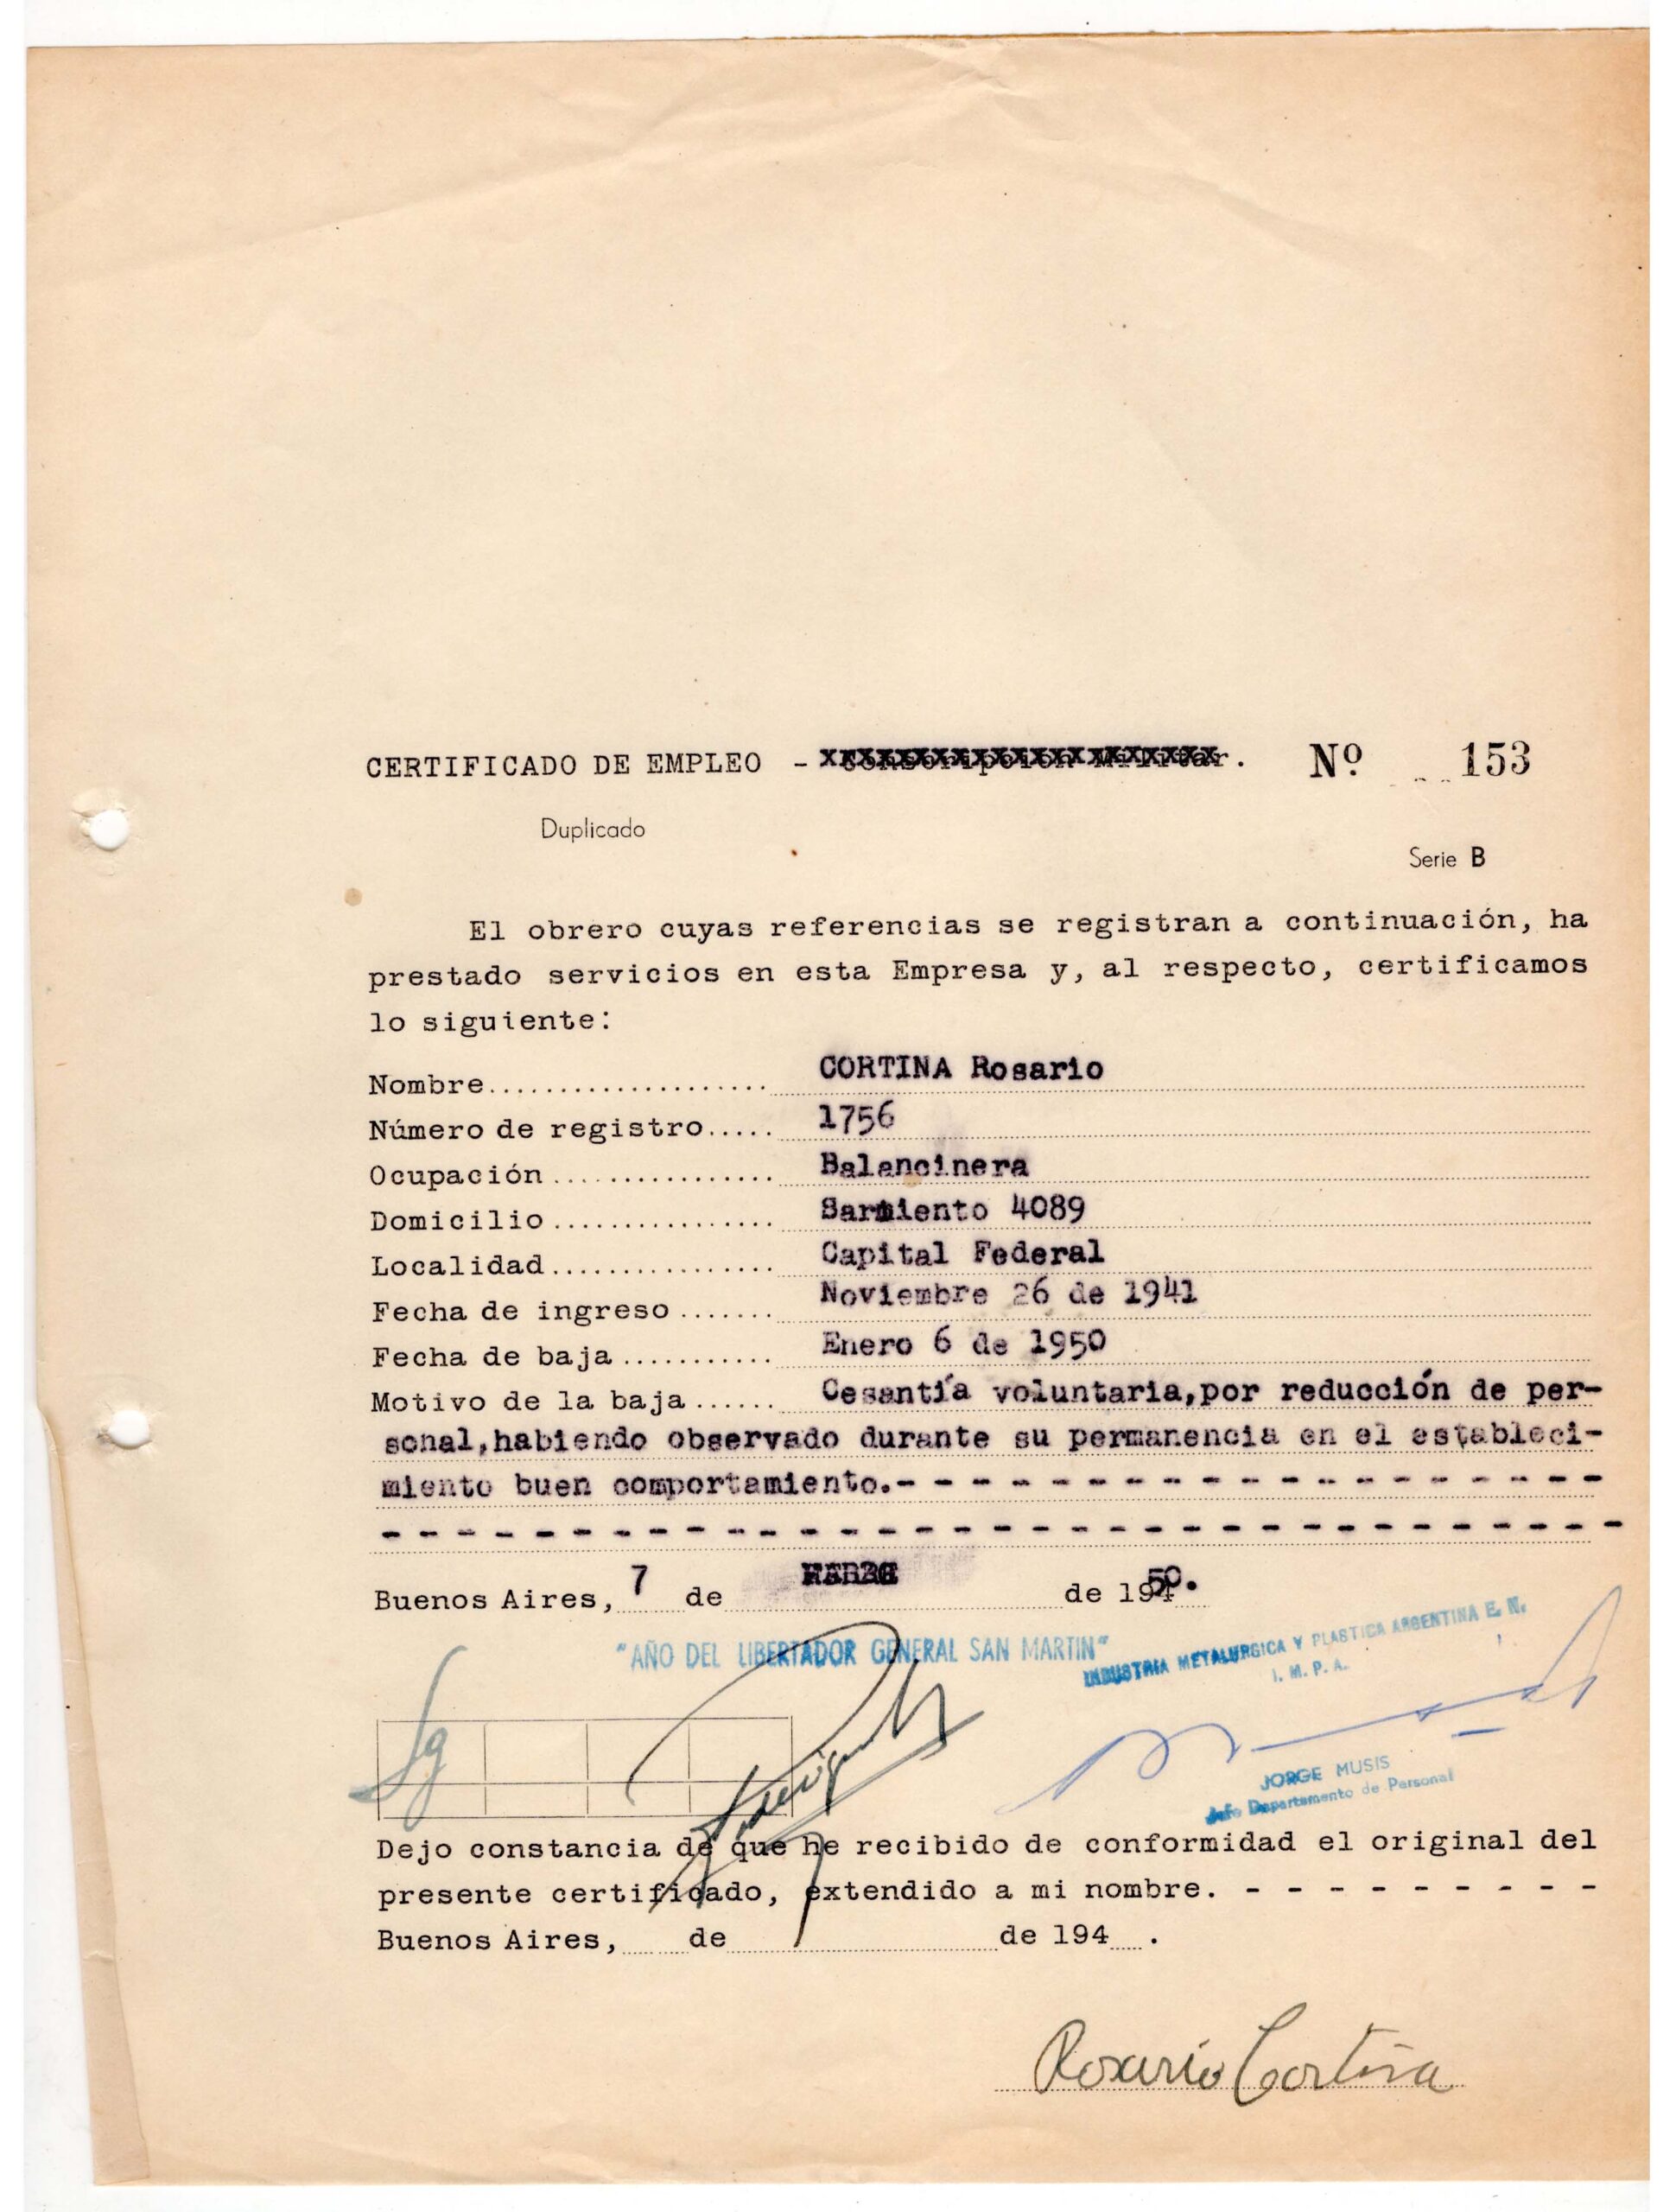 CERTIFICADO DE EMPLEO - Conscripción Militar. Nº 153
Duplicado
Serie B
El obrero cuyas referencias se registran a continuación, ha
prestado servicios en esta Empresa y, al respecto, certificamos
lo siguiente:
Nombre.................... CORTINA Rosario
Número de registro..... 1756
Ocupación................ Balancinera
Domicilio................ Sarmiento 4089
Localidad................ Capital Federal
Fecha de ingreso....... Noviembre 26 de 1941
Fecha de baja........... Enero 6 de 1950
Motivo de la baja...... Cesantía voluntaria,por reducción de per-
sonal,habiendo observado durante su permanencia en el estableci-
miento buen comportamiento.- - - - - - - - - - - - - - - - - - -
- - - - - - - - - - - - - - - - - - - - - - - - - - - - - - - - -
Buenos Aires, 7 de de 1950.
"AÑO DEL LIBERTADOR GENERAL SAN MARTIN"
INDUSTRIA METALURGICA Y PLASTICA ARGENTINA E. N.
I. M. P. A.
JORGE MUSIS
Jefe Departamento de Personal
Dejo constancia de que he recibido de conformidad el original del
presente certificado, extendido a mi nombre. - - - - - - - - -
Buenos Aires, de de 194 .
Rosario Cortina